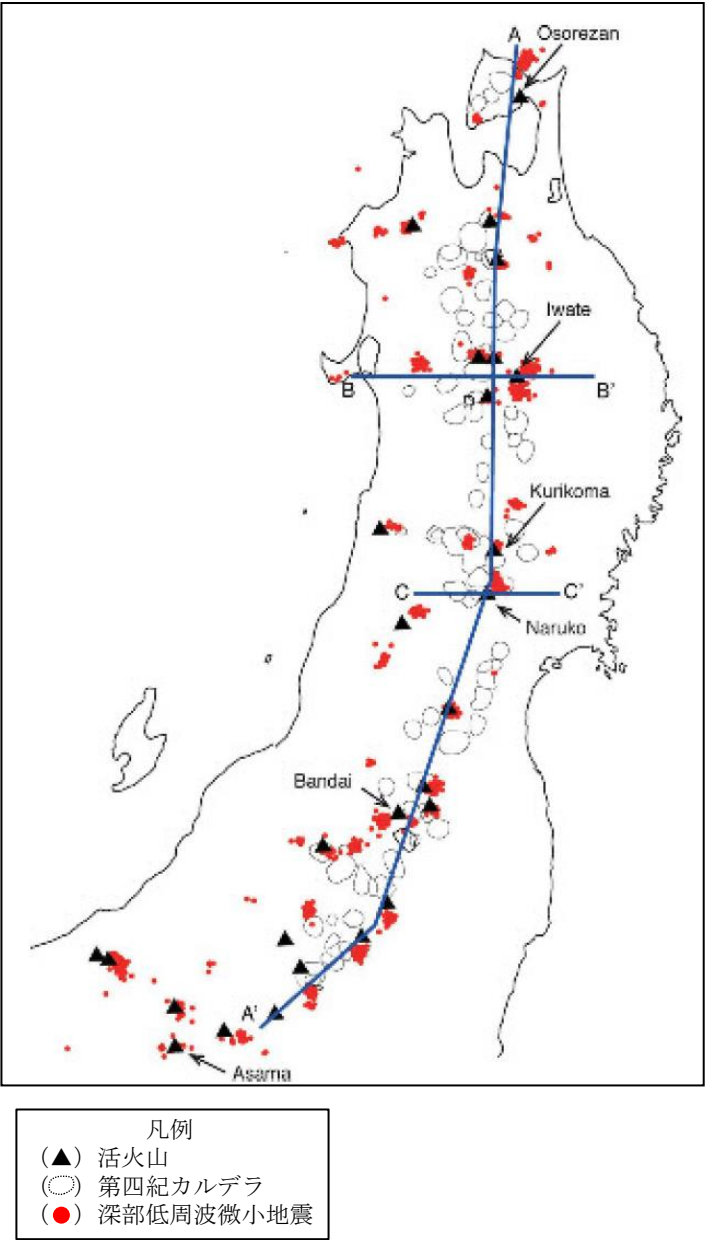 A
Osorezan
Iwate
B
B'
Kurikoma
C
C'
Naruko
Bandai
A'
Asama
凡例
（▲）活火山
（◌）第四紀カルデラ
（●）深部低周波微小地震